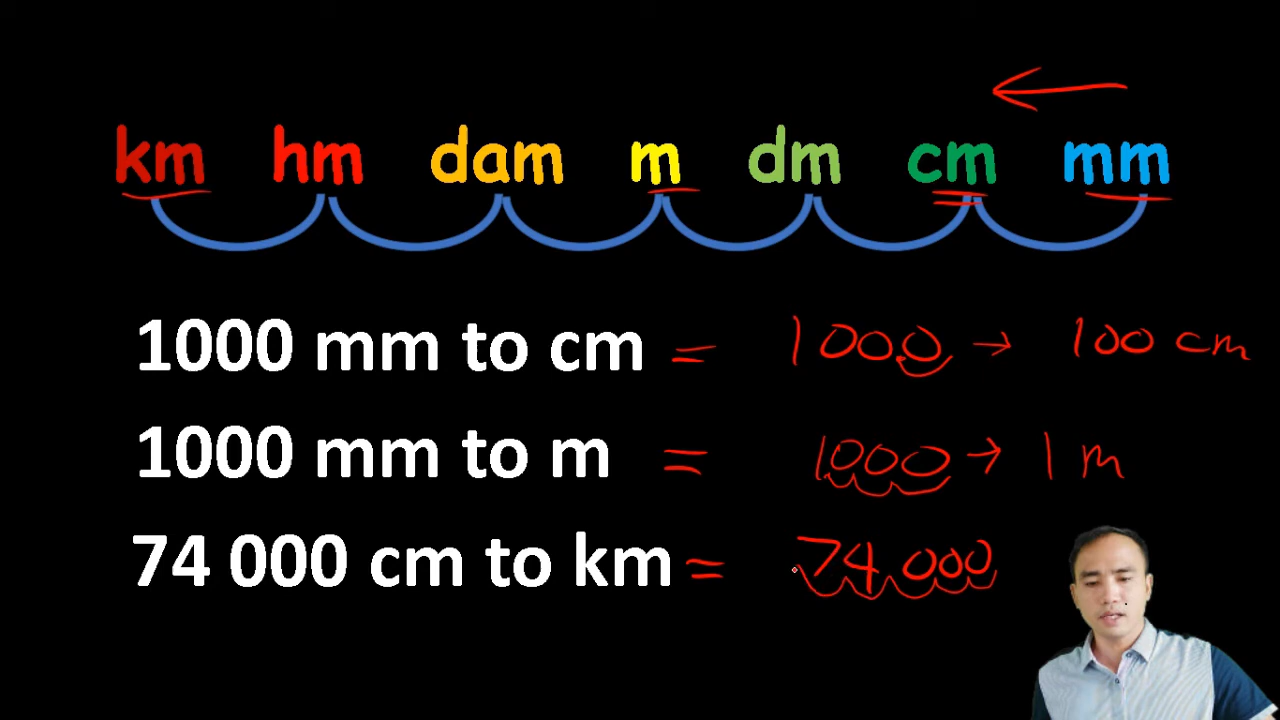 km hm dam m dm cm mm
1000 mm to cm = 1000 → 100 cm
1000 mm to m = 1000 → 1 m
74 000 cm to km = .74 000